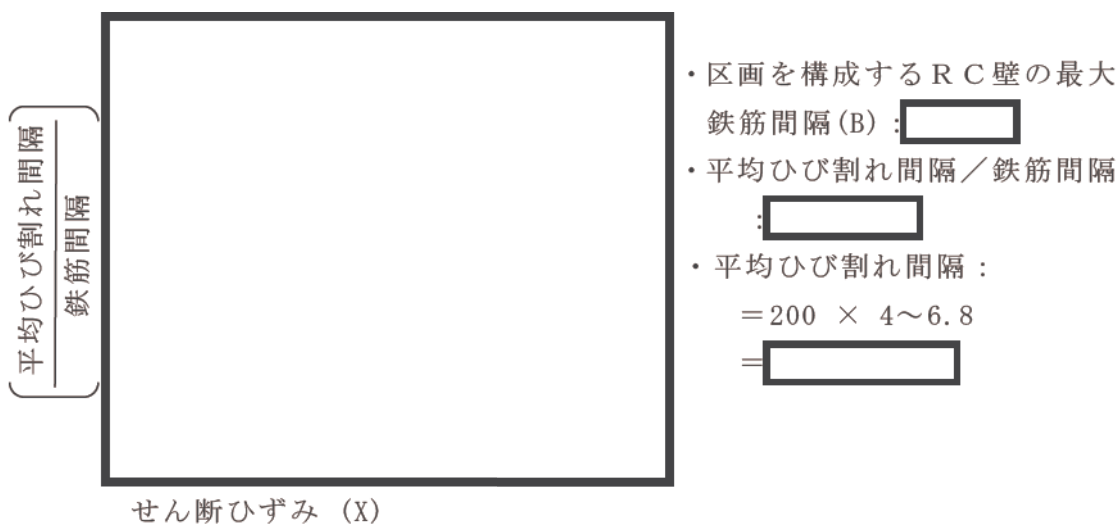 平均ひび割れ間隔
鉄筋間隔
・区画を構成するＲＣ壁の最大
鉄筋間隔(B):
・平均ひび割れ間隔／鉄筋間隔
:
・平均ひび割れ間隔:
＝200 × 4～6.8
＝
せん断ひずみ (X)